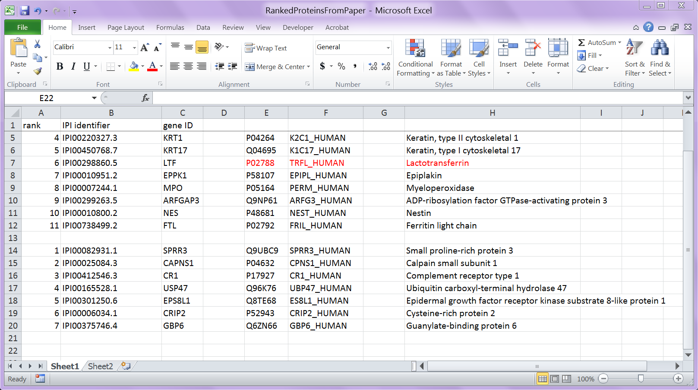 RankedProteinsFromPaper - Microsoft Excel
File Home Insert Page Layout Formulas Data Review View Developer Acrobat
Paste
Calibri 11
B I U
Wrap Text
Merge & Center
General
$ % ,
Conditional Formatting Format as Table Cell Styles
Insert Delete Format
Σ AutoSum
Fill
Clear
Sort & Filter Find & Select
Clipboard Font Alignment Number Styles Cells Editing
E22 fx
A B C D E F G H I J
1 rank IPI identifier gene ID
5 4 IPI00220327.3 KRT1 P04264 K2C1_HUMAN Keratin, type II cytoskeletal 1
6 5 IPI00450768.7 KRT17 Q04695 K1C17_HUMAN Keratin, type I cytoskeletal 17
7 6 IPI00298860.5 LTF P02788 TRFL_HUMAN Lactotransferrin
8 7 IPI00010951.2 EPPK1 P58107 EPIPL_HUMAN Epiplakin
9 8 IPI00007244.1 MPO P05164 PERM_HUMAN Myeloperoxidase
10 9 IPI00299263.5 ARFGAP3 Q9NP61 ARFG3_HUMAN ADP-ribosylation factor GTPase-activating protein 3
11 10 IPI00010800.2 NES P48681 NEST_HUMAN Nestin
12 11 IPI00738499.2 FTL P02792 FRIL_HUMAN Ferritin light chain
13
14 1 IPI00082931.1 SPRR3 Q9UBC9 SPRR3_HUMAN Small proline-rich protein 3
15 2 IPI00025084.3 CAPNS1 P04632 CPNS1_HUMAN Calpain small subunit 1
16 3 IPI00412546.3 CR1 P17927 CR1_HUMAN Complement receptor type 1
17 4 IPI00165528.1 USP47 Q96K76 UBP47_HUMAN Ubiquitin carboxyl-terminal hydrolase 47
18 5 IPI00301250.6 EPS8L1 Q8TE68 ES8L1_HUMAN Epidermal growth factor receptor kinase substrate 8-like protein 1
19 6 IPI00006034.1 CRIP2 P52943 CRIP2_HUMAN Cysteine-rich protein 2
20 7 IPI00375746.4 GBP6 Q6ZN66 GBP6_HUMAN Guanylate-binding protein 6
21
22
Sheet1 Sheet2
Ready 100%